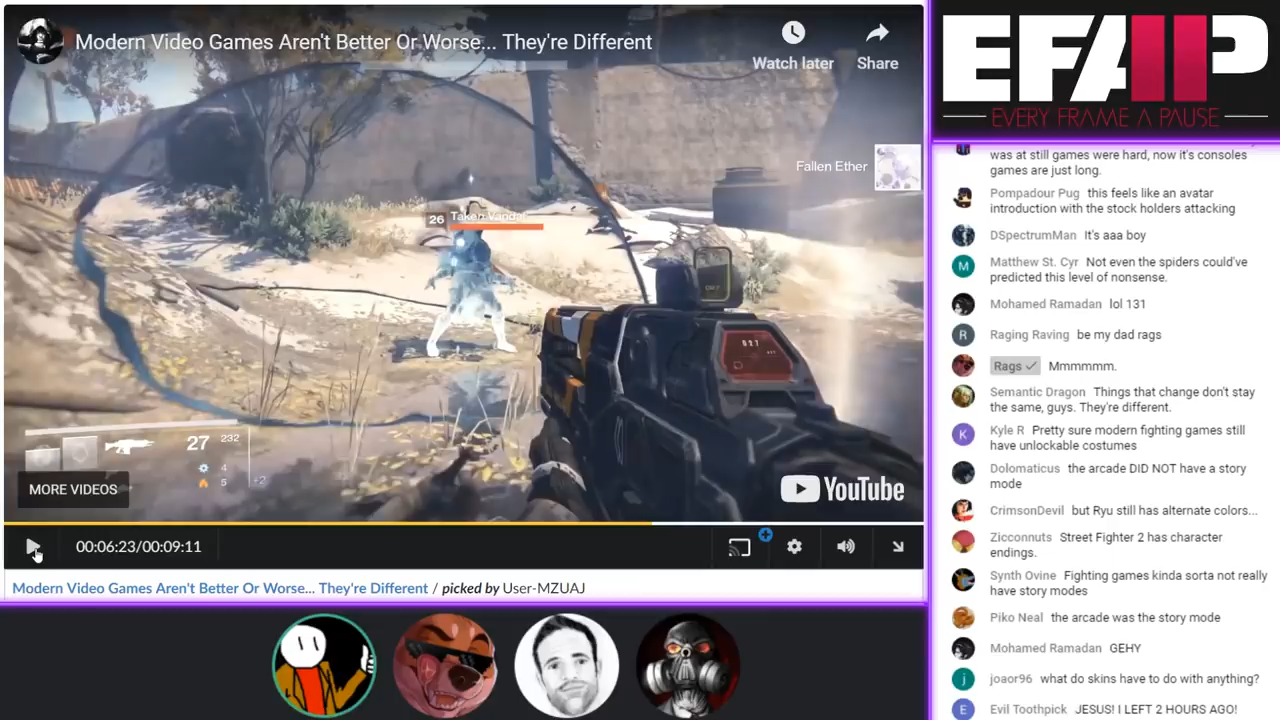 Modern Video Games Aren't Better Or Worse... They're Different
Watch later
Share
Fallen Ether
26 Taken Vandal
27 232
4
5
+2
MORE VIDEOS
YouTube
00:06:23/00:09:11
Modern Video Games Aren't Better Or Worse... They're Different / picked by User-MZUAJ
EFAP
EVERY FRAME A PAUSE
was at still games were hard, now it's consoles
games are just long.
Pompadour Pug this feels like an avatar
introduction with the stock holders attacking
DSpectrumMan It's aaa boy
M
Matthew St. Cyr Not even the spiders could've
predicted this level of nonsense.
Mohamed Ramadan lol 131
R
Raging Raving be my dad rags
Rags ✓ Mmmmmm.
Semantic Dragon Things that change don't stay
the same, guys. They're different.
K
Kyle R Pretty sure modern fighting games still
have unlockable costumes
Dolomaticus the arcade DID NOT have a story
mode
CrimsonDevil but Ryu still has alternate colors...
Ziccon​nuts Street Fighter 2 has character
endings.
Synth Ovine Fighting games kinda sorta not really
have story modes
Piko Neal the arcade was the story mode
Mohamed Ramadan GEHY
j
joaor96 what do skins have to do with anything?
E
Evil Toothpick JESUS! I LEFT 2 HOURS AGO!